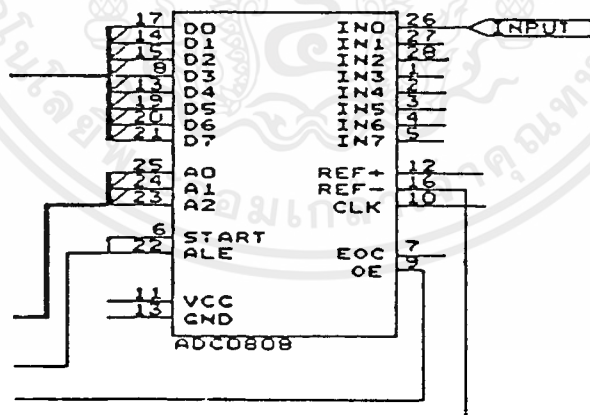 17 D0 IN0 26 INPUT
14 D1 IN1 27
15 D2 IN2 28
8 D3 IN3 1
13 D4 IN4 2
19 D5 IN5 3
20 D6 IN6 4
21 D7 IN7 5
25 A0 REF+ 12
24 A1 REF- 16
23 A2 CLK 10
6 START
22 ALE EOC 7
OE 9
11 VCC
13 GND
ADC0808